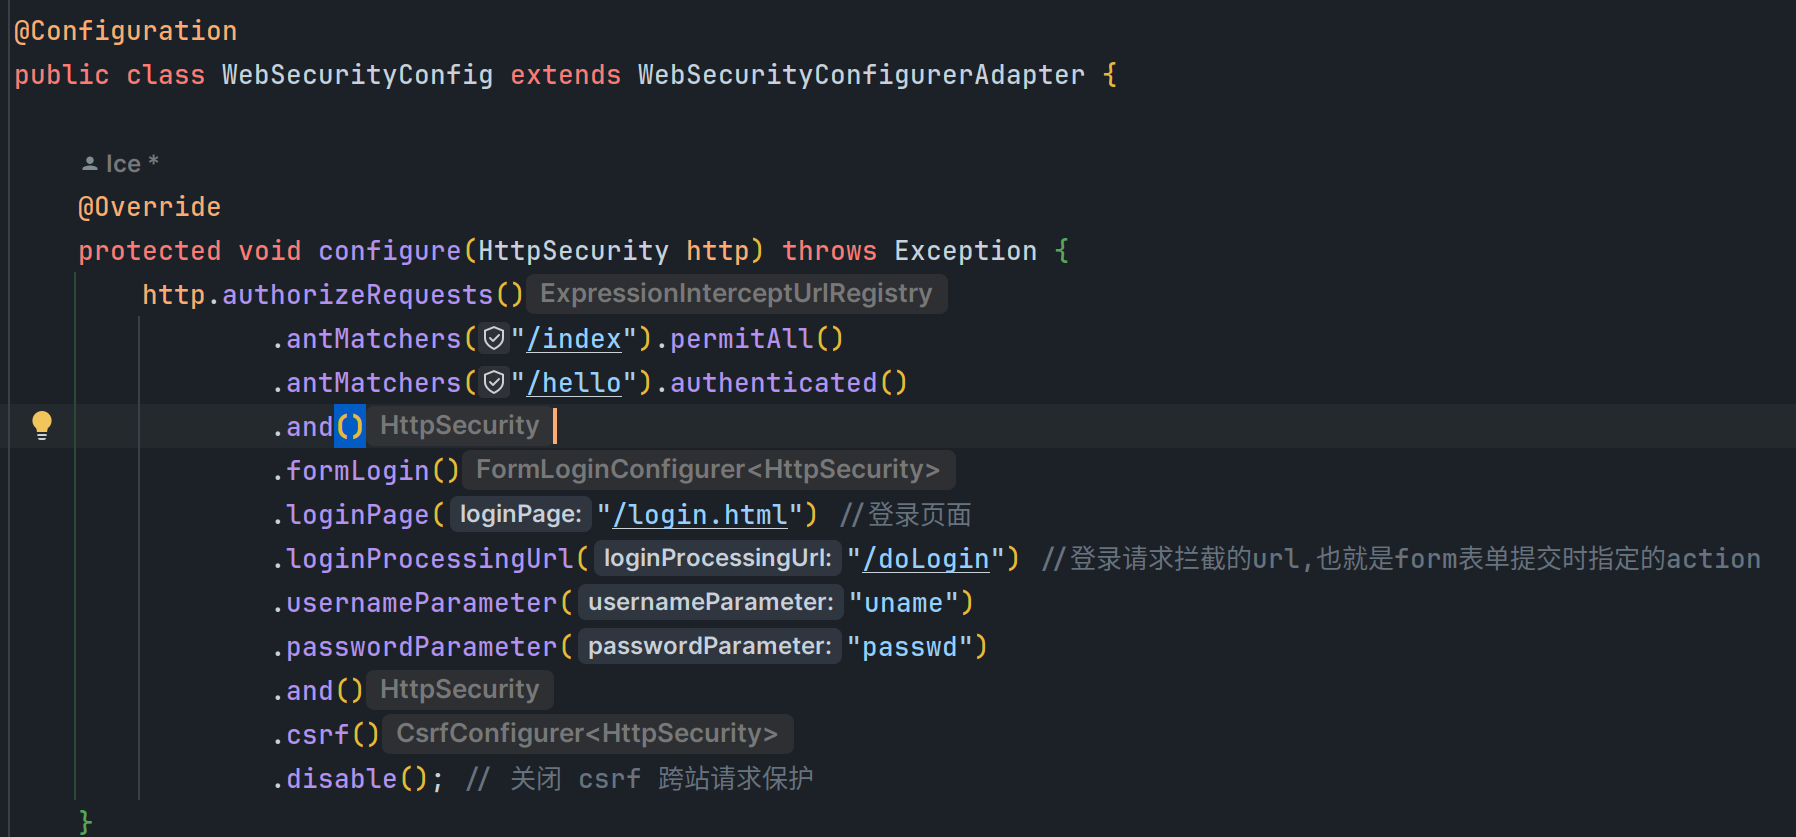 @Configuration
public class WebSecurityConfig extends WebSecurityConfigurerAdapter {
Ice *
@Override
protected void configure(HttpSecurity http) throws Exception {
http.authorizeRequests() ExpressionInterceptUrlRegistry
.antMatchers("/index").permitAll()
.antMatchers("/hello").authenticated()
.and() HttpSecurity
.formLogin() FormLoginConfigurer<HttpSecurity>
.loginPage( loginPage: "/login.html") //登录页面
.loginProcessingUrl( loginProcessingUrl: "/doLogin") //登录请求拦截的url,也就是form表单提交时指定的action
.usernameParameter( usernameParameter: "uname")
.passwordParameter( passwordParameter: "passwd")
.and() HttpSecurity
.csrf() CsrfConfigurer<HttpSecurity>
.disable(); // 关闭 csrf 跨站请求保护
}